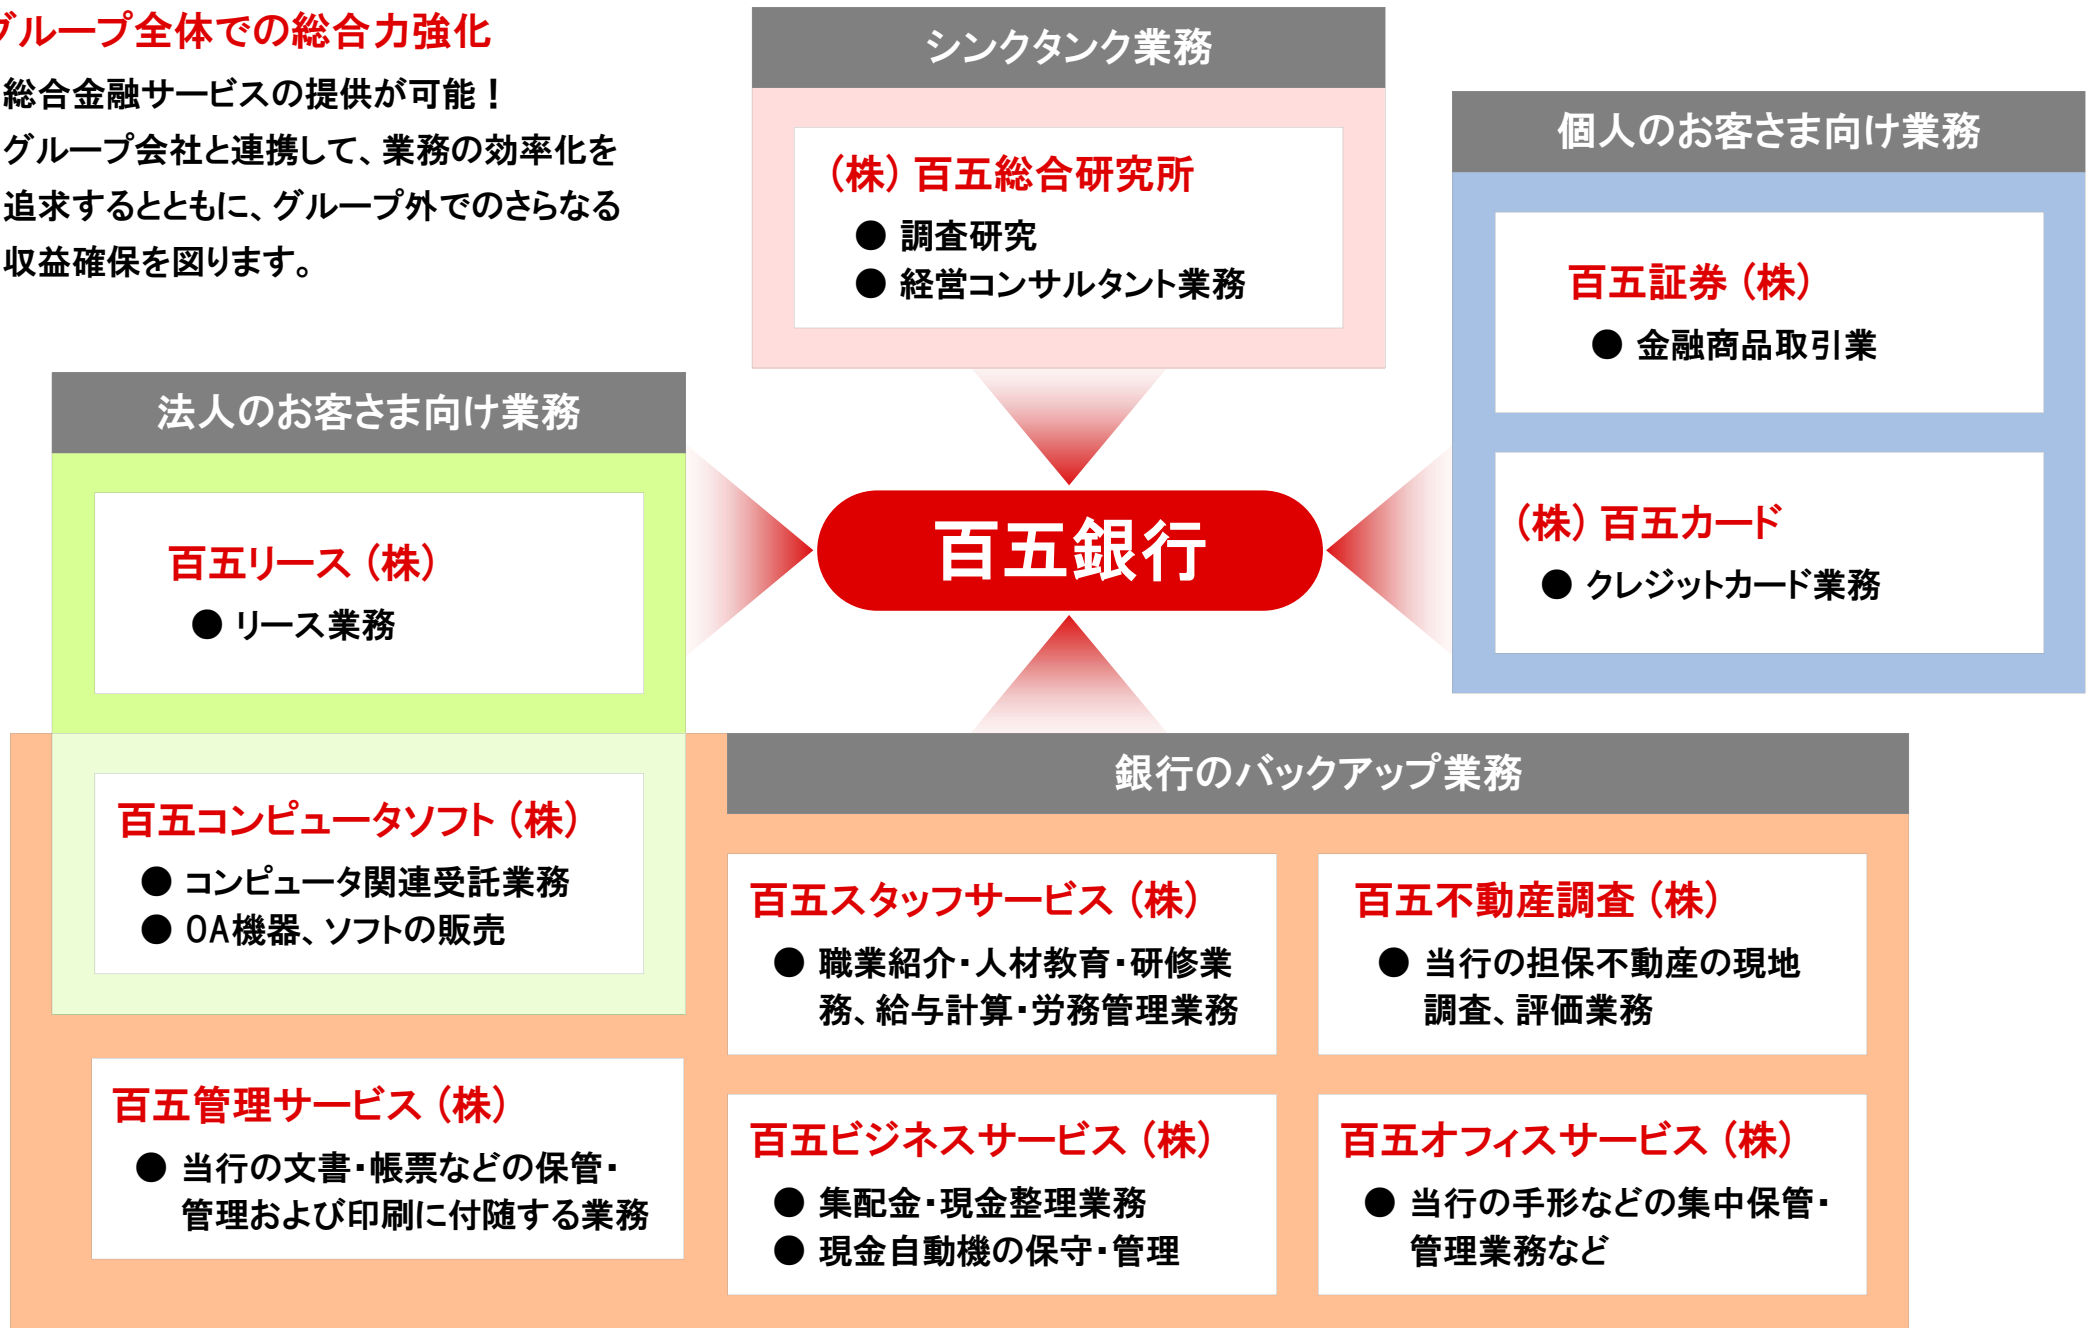 グループ全体での総合力強化
総合金融サービスの提供が可能！
グループ会社と連携して、業務の効率化を
追求するとともに、グループ外でのさらなる
収益確保を図ります。
シンクタンク業務
(株) 百五総合研究所
● 調査研究
● 経営コンサルタント業務
個人のお客さま向け業務
百五証券 (株)
● 金融商品取引業
(株) 百五カード
● クレジットカード業務
法人のお客さま向け業務
百五リース (株)
● リース業務
百五銀行
百五コンピュータソフト (株)
● コンピュータ関連受託業務
● OA機器、ソフトの販売
百五管理サービス (株)
● 当行の文書・帳票などの保管・
管理および印刷に付随する業務
銀行のバックアップ業務
百五スタッフサービス (株)
● 職業紹介・人材教育・研修業
務、給与計算・労務管理業務
百五不動産調査 (株)
● 当行の担保不動産の現地
調査、評価業務
百五ビジネスサービス (株)
● 集配金・現金整理業務
● 現金自動機の保守・管理
百五オフィスサービス (株)
● 当行の手形などの集中保管・
管理業務など